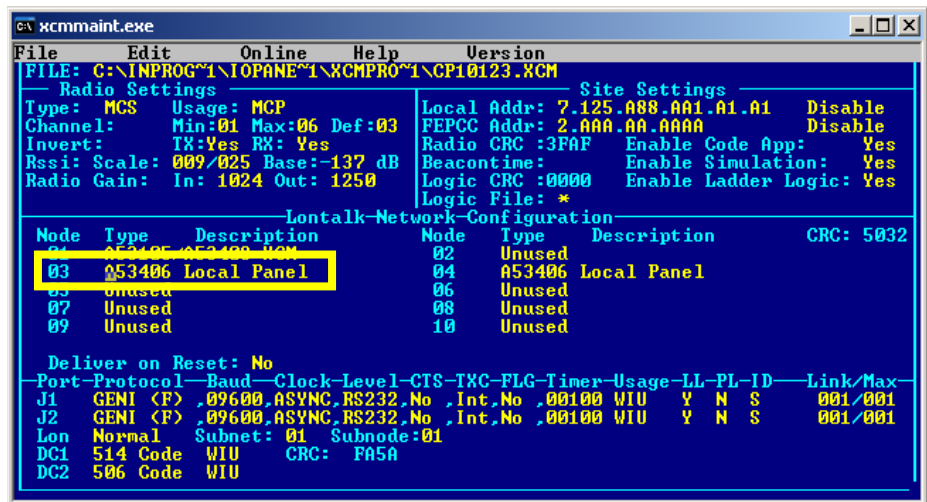 xcmmaint.exe
File Edit Online Help Version
FILE: C:\INPROG~1\IOPANE~1\XCMPRO~1\CP10123.XCM
Radio Settings Site Settings
Type: MCS Usage: MCP Local Addr: 7.125.A88.AA1.A1.A1 Disable
Channel: Min:01 Max:06 Def:03 FEPCC Addr: 2.AAA.AA.AAAA Disable
Invert: TX:Yes RX: Yes Radio CRC :3FAF Enable Code App: Yes
Rssi: Scale: 009/025 Base:-137 dB Beacontime: Enable Simulation: Yes
Radio Gain: In: 1024 Out: 1250 Logic CRC :0000 Enable Ladder Logic: Yes
Logic File: *
Lontalk-Network-Configuration
Node Type Description Node Type Description CRC: 5032
02 Unused
03 A53406 Local Panel 04 A53406 Local Panel
05 Unused 06 Unused
07 Unused 08 Unused
09 Unused 10 Unused
Deliver on Reset: No
Port-Protocol-Baud-Clock-Level-CTS-TXC-FLG-Timer-Usage-LL-PL-ID-Link/Max
J1 GENI (F) ,09600,ASYNC,RS232,No ,Int,No ,00100 WIU Y N S 001/001
J2 GENI (F) ,09600,ASYNC,RS232,No ,Int,No ,00100 WIU Y N S 001/001
Lon Normal Subnet: 01 Subnode:01
DC1 514 Code WIU CRC: FA5A
DC2 506 Code WIU